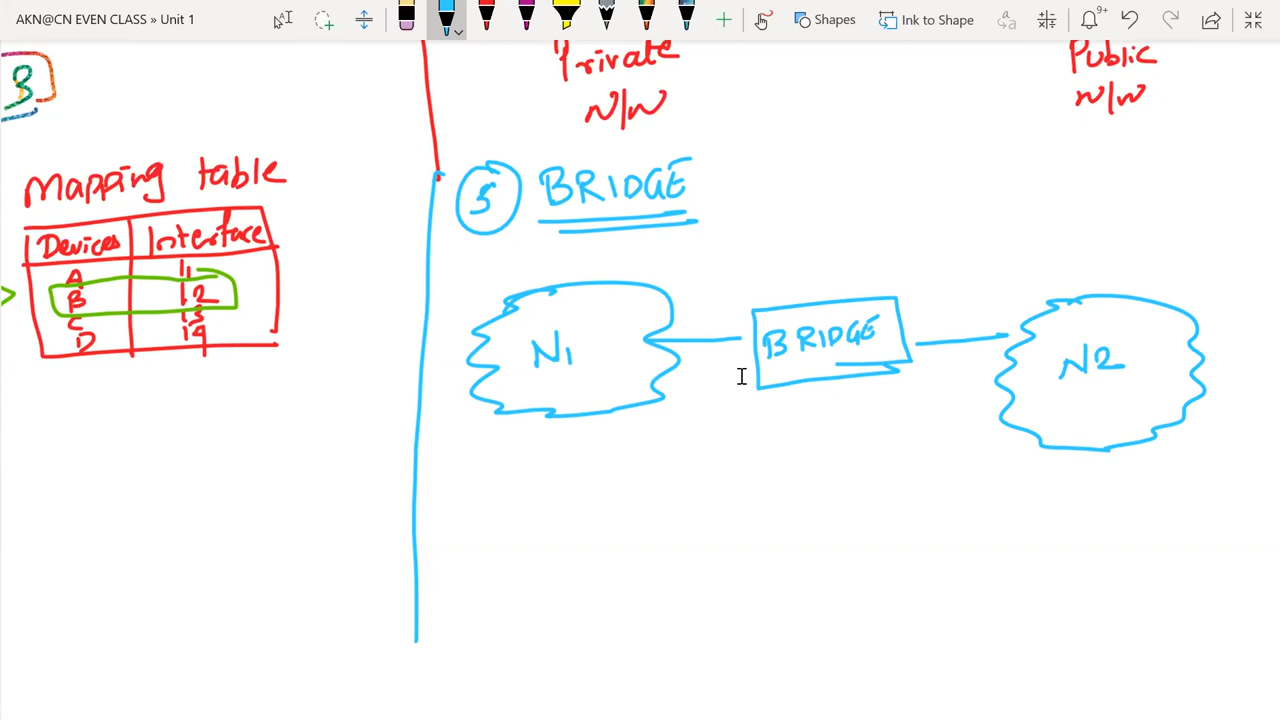 AKN@CN EVEN CLASS » Unit 1
Shapes
Ink to Shape
9+
B
Private
N/W
Public
N/W
Mapping table
Devices Interface
A I1
B I2
C I3
D I4
5 BRIDGE
N1
BRIDGE
N2